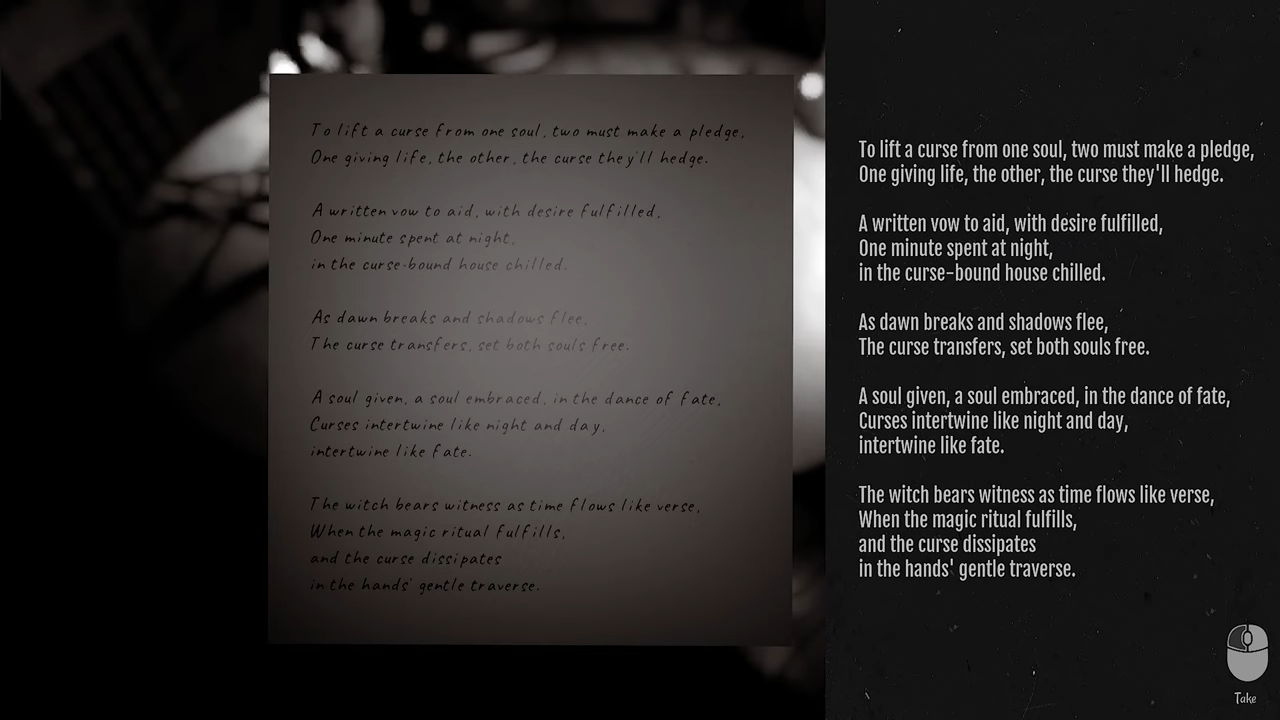 To lift a curse from one soul, two must make a pledge,
One giving life, the other, the curse they'll hedge.
A written vow to aid, with desire fulfilled,
One minute spent at night,
in the curse-bound house chilled.
As dawn breaks and shadows flee,
The curse transfers, set both souls free.
A soul given, a soul embraced, in the dance of fate,
Curses intertwine like night and day,
intertwine like fate.
The witch bears witness as time flows like verse,
When the magic ritual fulfills,
and the curse dissipates
in the hands' gentle traverse.
To lift a curse from one soul, two must make a pledge,
One giving life, the other, the curse they'll hedge.
A written vow to aid, with desire fulfilled,
One minute spent at night,
in the curse-bound house chilled.
As dawn breaks and shadows flee,
The curse transfers, set both souls free.
A soul given, a soul embraced, in the dance of fate,
Curses intertwine like night and day,
intertwine like fate.
The witch bears witness as time flows like verse,
When the magic ritual fulfills,
and the curse dissipates
in the hands' gentle traverse.
Take